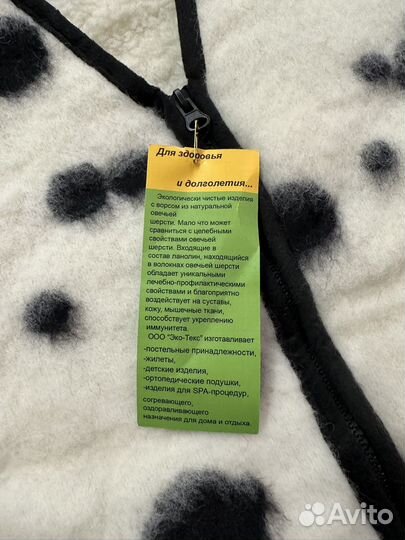 Для здоровья
и долголетия...
Экологически чистые изделия
с ворсом из натуральной
овечьей
шерсти. Мало что может
сравниться с целебными
свойствами овечьей
шерсти. Входящие в
состав ланолин, находящийся
в волокнах овечьей шерсти
обладает уникальными
лечебно-профилактическими
свойствами и благоприятно
воздействует на суставы,
кожу, мышечные ткани,
способствует укреплению
иммунитета.
ООО "Эко-Текс" изготавливает
-постельные принадлежности,
-жилеты,
-детские изделия,
-ортопедические подушки,
-изделия для SPA-процедур,
согревающего,
оздоравливающего
назначения для дома и отдыха.
Avito